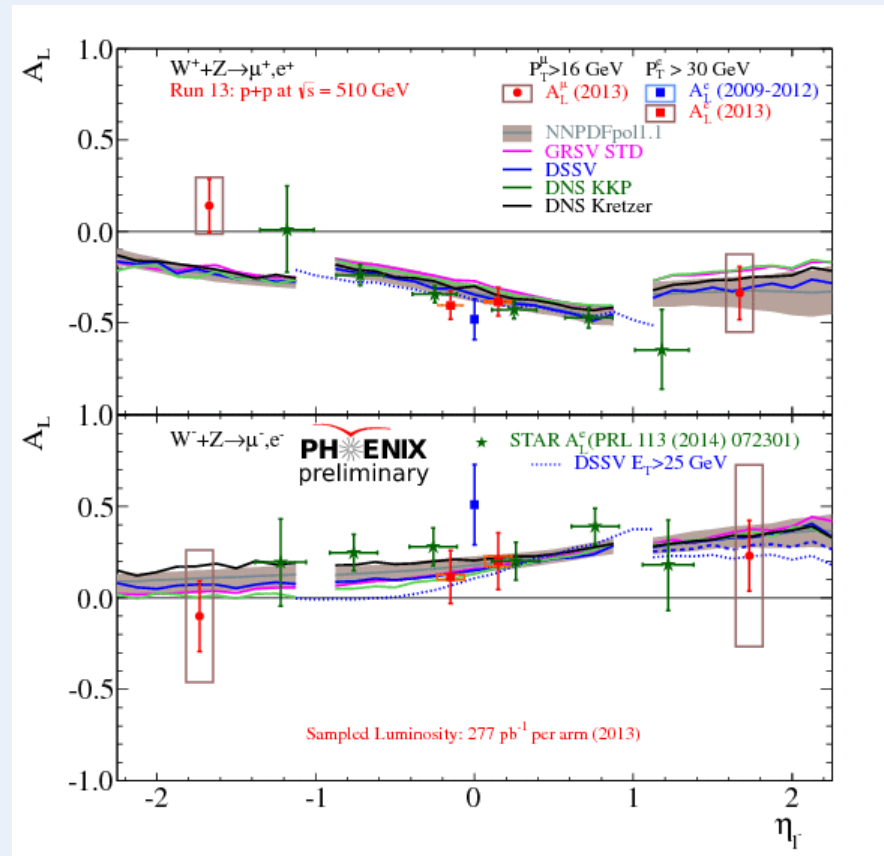 A_L
1.0
0.5
0.0
-0.5
W⁺+Z→μ⁺,e⁺
Run 13: p+p at √s = 510 GeV
P_T^μ>16 GeV P_T^e > 30 GeV
A_L^μ (2013)
A_L^e (2009-2012)
A_L^e (2013)
NNPDFpol1.1
GRSV STD
DSSV
DNS KKP
DNS Kretzer
A_L
1.0
0.5
0.0
-0.5
-1.0
W⁻+Z→μ⁻,e⁻
PHENIX
preliminary
STAR A_L^e(PRL 113 (2014) 072301)
DSSV E_T>25 GeV
Sampled Luminosity: 277 pb⁻¹ per arm (2013)
-2 -1 0 1 2
η_l